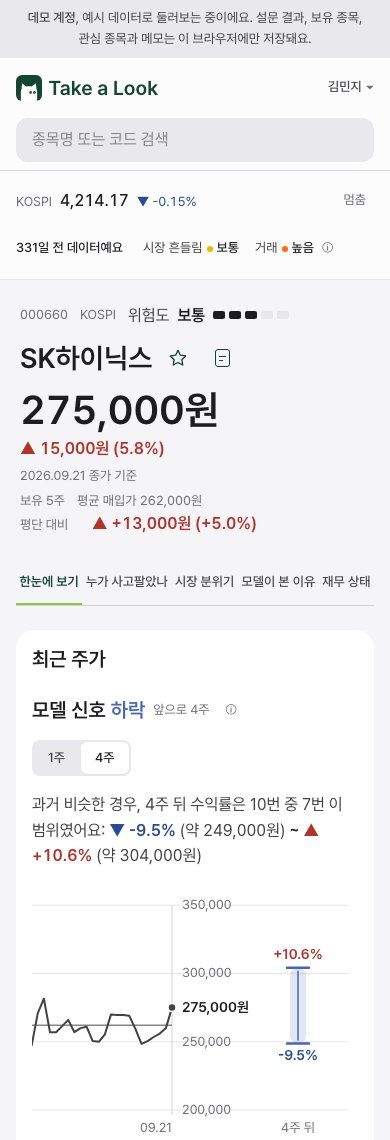 데모 계정, 예시 데이터로 둘러보는 중이에요. 설문 결과, 보유 종목,
관심 종목과 메모는 이 브라우저에만 저장돼요.
Take a Look
김민지
종목명 또는 코드 검색
KOSPI 4,214.17 ▼ -0.15% 멈춤
331일 전 데이터예요 시장 흔들림 보통 거래 높음 ⓘ
000660 KOSPI 위험도 보통
SK하이닉스
275,000원
▲ 15,000원 (5.8%)
2026.09.21 종가 기준
보유 5주 평균 매입가 262,000원
평단 대비 ▲ +13,000원 (+5.0%)
한눈에 보기 누가 사고팔았나 시장 분위기 모델이 본 이유 재무 상태
최근 주가
모델 신호 하락 앞으로 4주 ⓘ
1주 4주
과거 비슷한 경우, 4주 뒤 수익률은 10번 중 7번 이
범위였어요: ▼ -9.5% (약 249,000원) ~ ▲
+10.6% (약 304,000원)
350,000
+10.6%
300,000
275,000원
250,000
-9.5%
200,000
09.21 4주 뒤